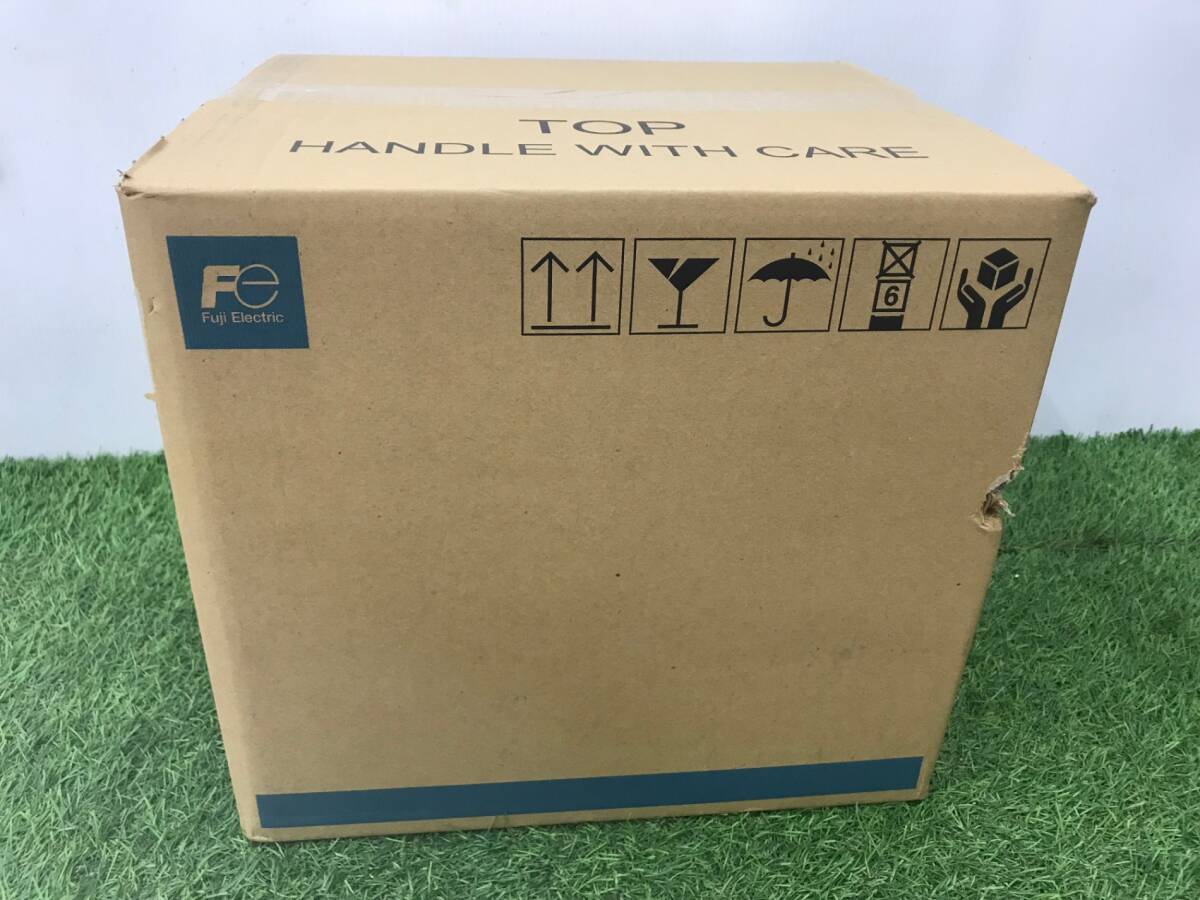 TOP
HANDLE WITH CARE
Fe
Fuji Electric
6